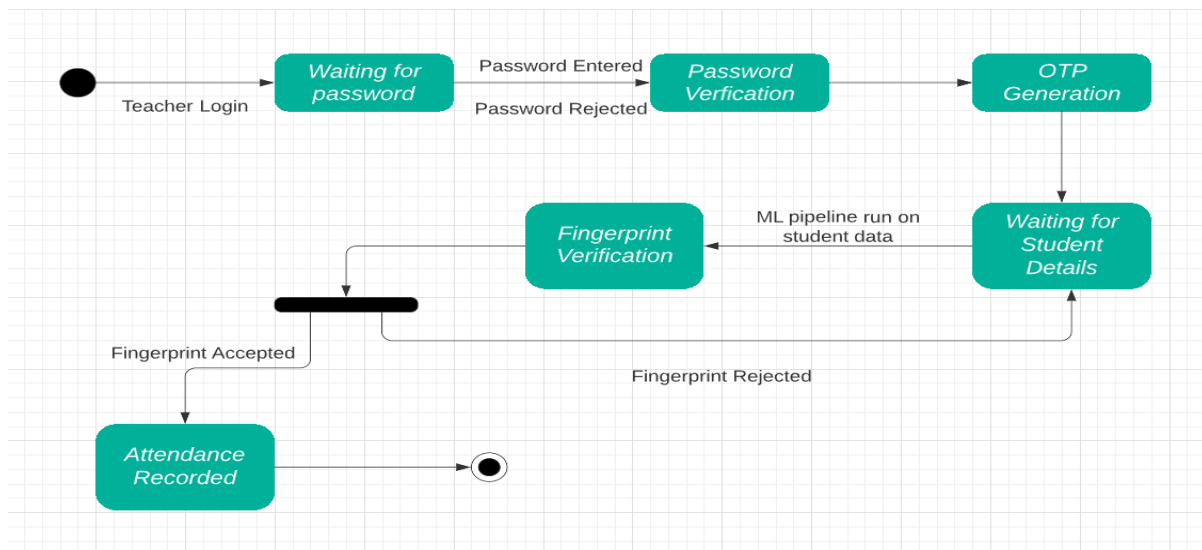 Waiting for
password
Teacher Login
Password Entered
Password Rejected
Password
Verfication
OTP
Generation
Fingerprint
Verification
ML pipeline run on
student data
Waiting for
Student
Details
Fingerprint Accepted
Fingerprint Rejected
Attendance
Recorded